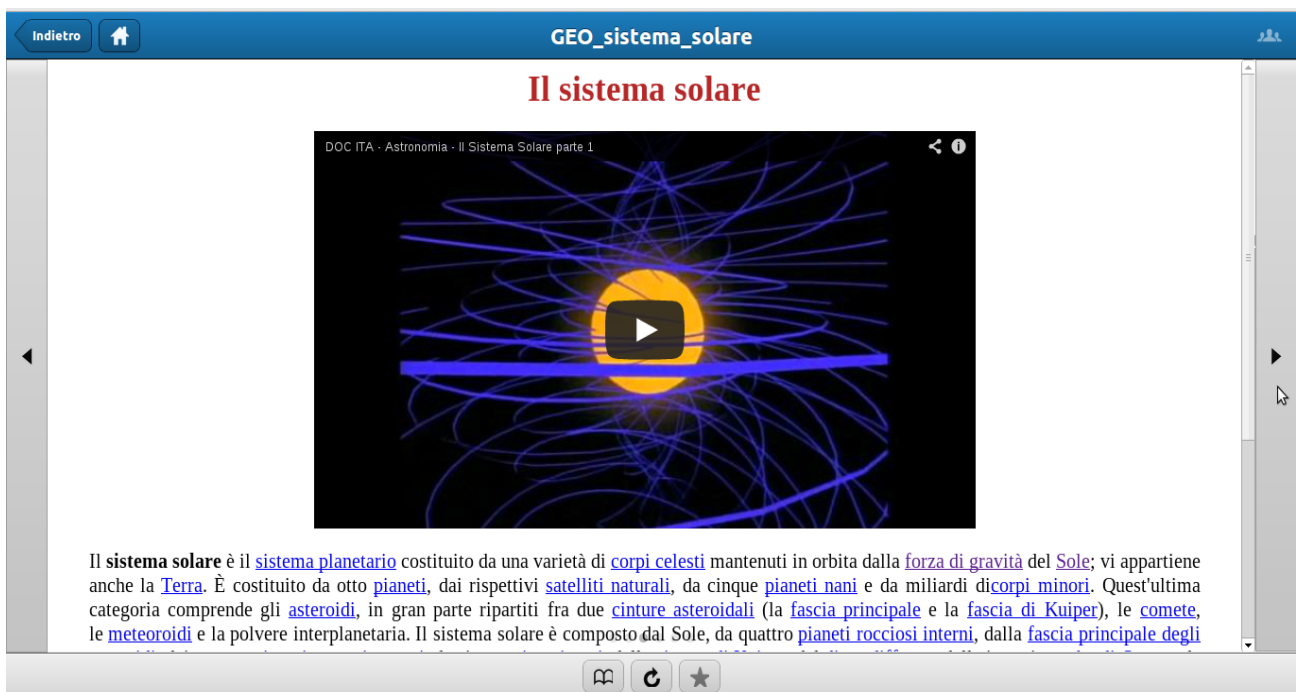 Indietro
GEO_sistema_solare
Il sistema solare
DOC ITA - Astronomia - Il Sistema Solare parte 1
Il sistema solare è il sistema planetario costituito da una varietà di corpi celesti mantenuti in orbita dalla forza di gravità del Sole; vi appartiene
anche la Terra. È costituito da otto pianeti, dai rispettivi satelliti naturali, da cinque pianeti nani e da miliardi dicorpi minori. Quest'ultima
categoria comprende gli asteroidi, in gran parte ripartiti fra due cinture asteroidali (la fascia principale e la fascia di Kuiper), le comete,
le meteoroidi e la polvere interplanetaria. Il sistema solare è composto dal Sole, da quattro pianeti rocciosi interni, dalla fascia principale degli